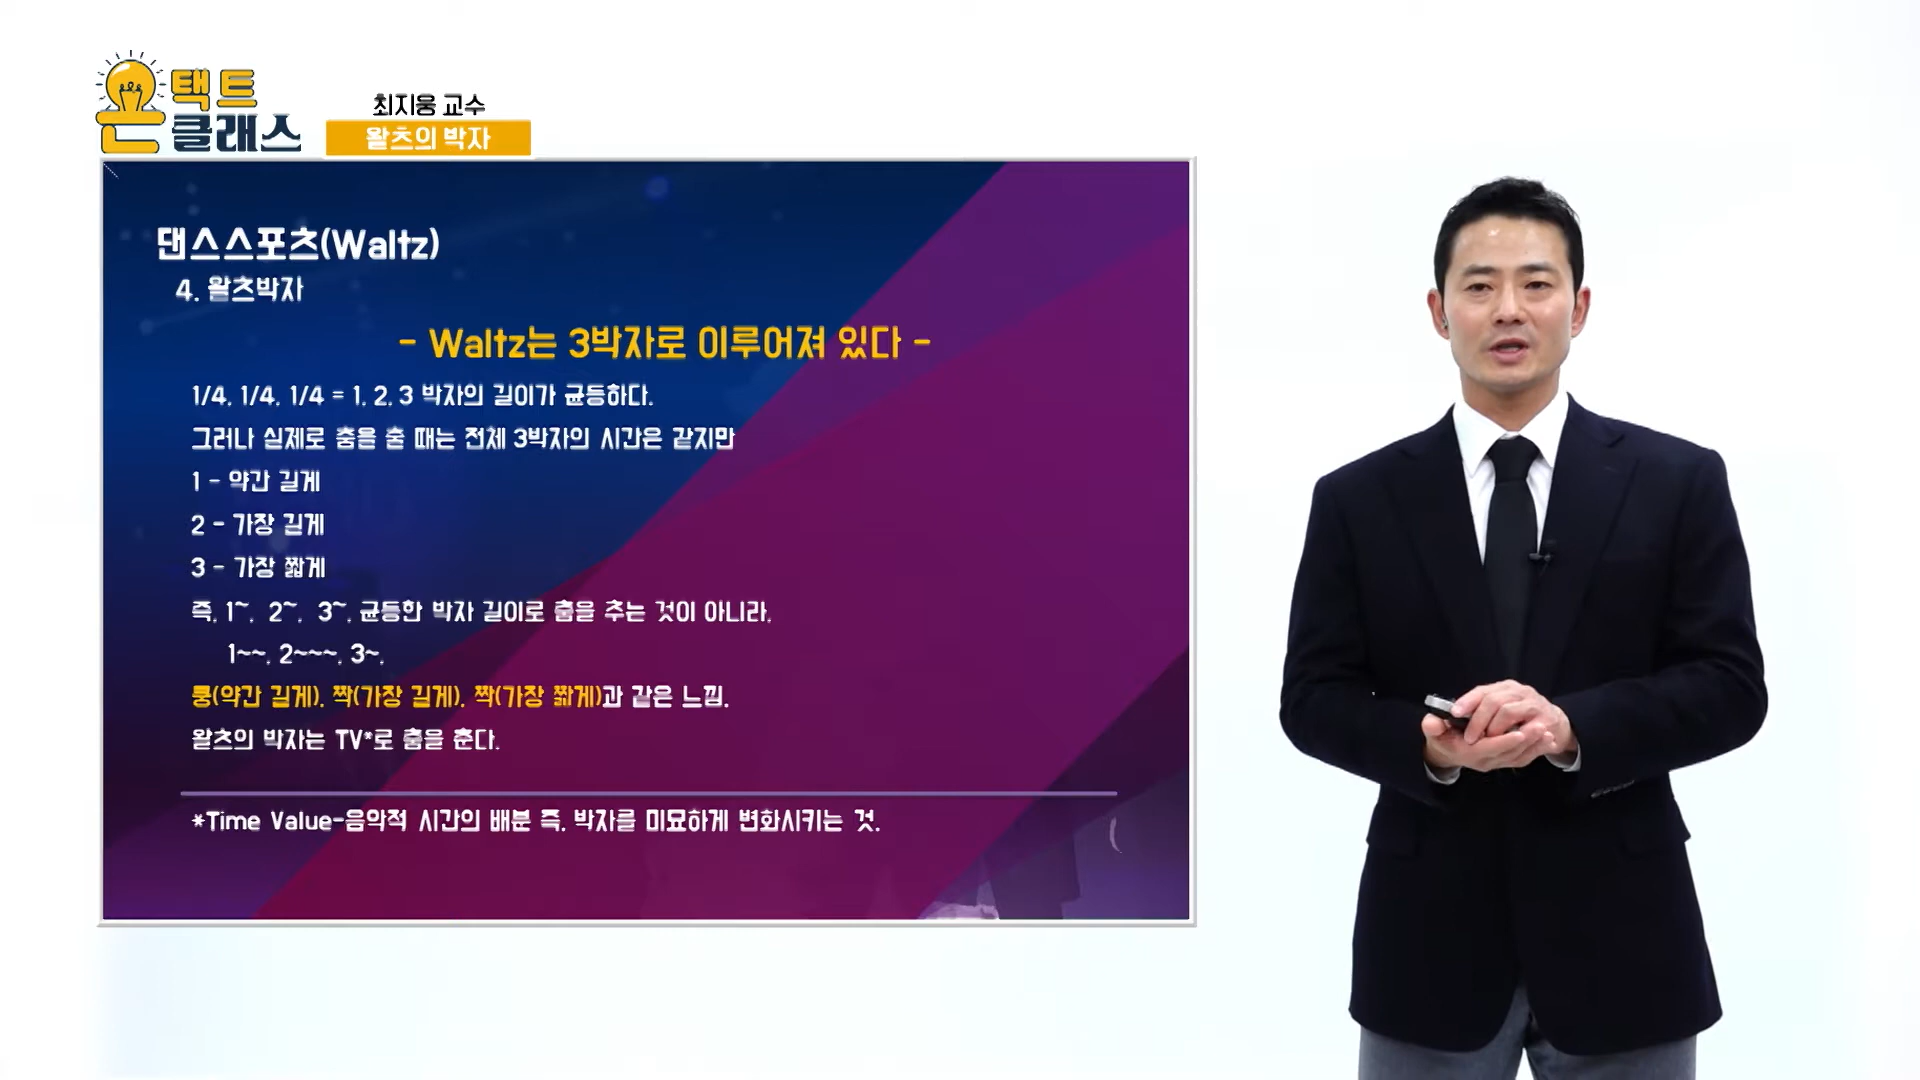 온택트
클래스
최지웅 교수
왈츠의 박자
댄스스포츠(Waltz)
4. 왈츠박자
- Waltz는 3박자로 이루어져 있다 -
1/4, 1/4, 1/4 = 1, 2, 3 박자의 길이가 균등하다.
그러나 실제로 춤을 출 때는 전체 3박자의 시간은 같지만
1 - 약간 길게
2 - 가장 길게
3 - 가장 짧게
즉, 1~, 2~, 3~, 균등한 박자 길이로 춤을 추는 것이 아니라,
1~~, 2~~~, 3~,
쿵(약간 길게), 짝(가장 길게), 짝(가장 짧게)과 같은 느낌.
왈츠의 박자는 TV*로 춤을 춘다.
*Time Value-음악적 시간의 배분 즉, 박자를 미묘하게 변화시키는 것.